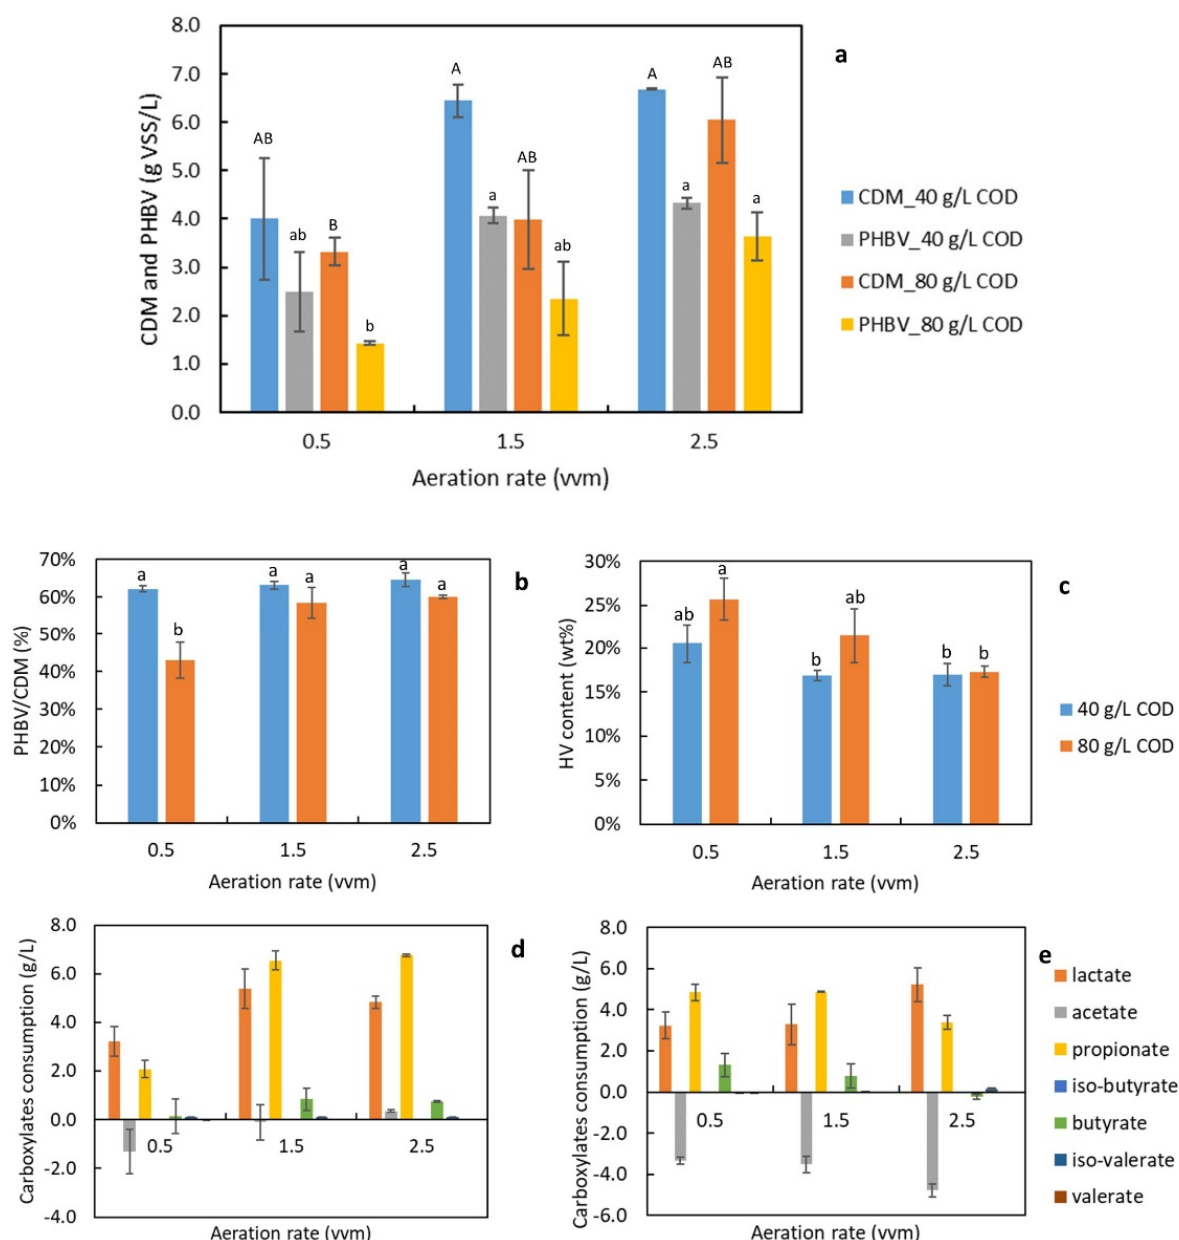 a
8.0
7.0
6.0
5.0
4.0
3.0
2.0
1.0
0.0
CDM and PHBV (g VSS/L)
AB
ab
B
b
A
a
AB
ab
A
a
AB
a
0.5
1.5
2.5
Aeration rate (vvm)
CDM_40 g/L COD
PHBV_40 g/L COD
CDM_80 g/L COD
PHBV_80 g/L COD
b
70%
60%
50%
40%
30%
20%
10%
0%
PHBV/CDM (%)
a
b
a
a
a
a
0.5
1.5
2.5
Aeration rate (vvm)
c
30%
25%
20%
15%
10%
5%
0%
HV content (wt%)
ab
a
b
ab
b
b
0.5
1.5
2.5
Aeration rate (vvm)
40 g/L COD
80 g/L COD
d
8.0
6.0
4.0
2.0
0.0
-2.0
-4.0
Carboxylates consumption (g/L)
0.5
1.5
2.5
Aeration rate (vvm)
e
8.0
6.0
4.0
2.0
0.0
-2.0
-4.0
-6.0
Carboxylates consumption (g/L)
0.5
1.5
2.5
Aeration rate (vvm)
lactate
acetate
propionate
iso-butyrate
butyrate
iso-valerate
valerate